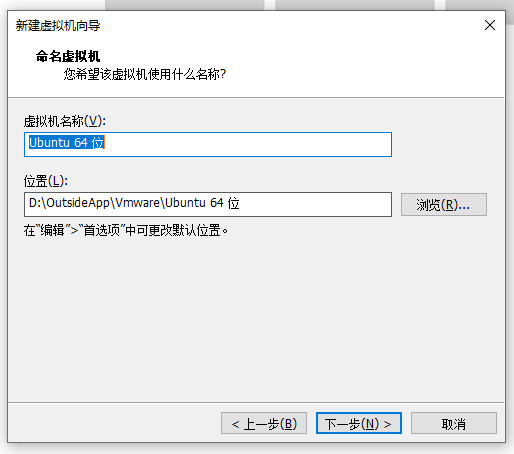 新建虚拟机向导
命名虚拟机
您希望该虚拟机使用什么名称?
虚拟机名称(V):
Ubuntu 64 位
位置(L):
D:\OutsideApp\Vmware\Ubuntu 64 位
浏览(R)...
在“编辑”>“首选项”中可更改默认位置。
< 上一步(B)
下一步(N) >
取消